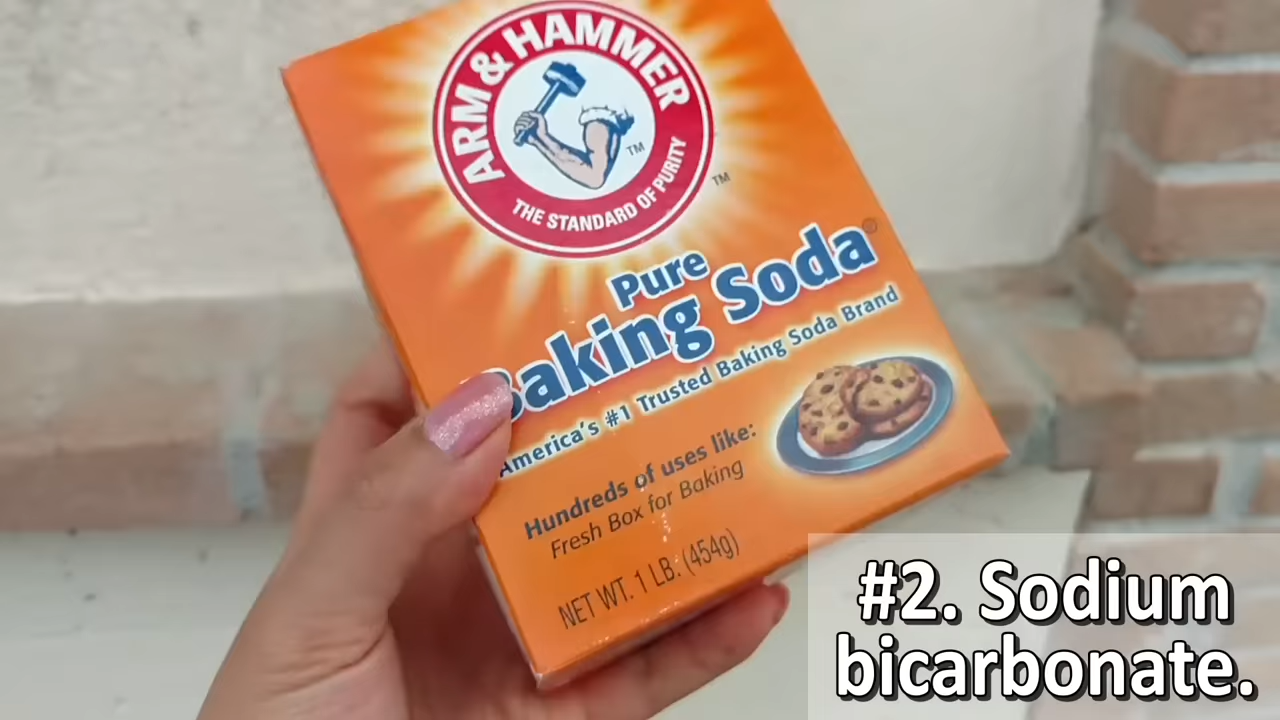 ARM & HAMMER
TM
THE STANDARD OF PURITY
TM
Pure
Baking Soda®
America's #1 Trusted Baking Soda Brand
Hundreds of uses like:
Fresh Box for Baking
NET WT. 1 LB. (454g)
#2. Sodium
bicarbonate.